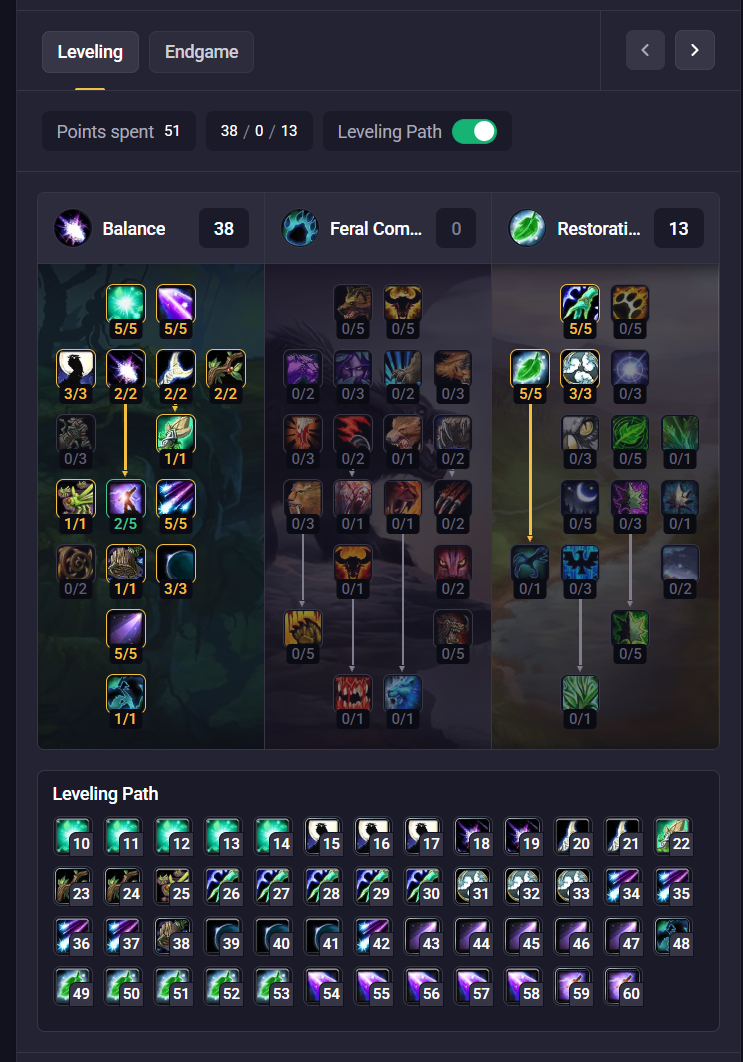 Leveling Endgame
Points spent 51 38 / 0 / 13 Leveling Path
Balance 38 Feral Com... 0 Restorati... 13
5/5 5/5 0/5 0/5 5/5 0/5
3/3 2/2 2/2 2/2 0/2 0/3 0/2 0/3 5/5 3/3 0/3
0/3 1/1 0/3 0/2 0/1 0/2 0/3 0/5 0/1
1/1 2/5 5/5 0/3 0/1 0/1 0/2 0/5 0/3 0/1
0/2 1/1 3/3 0/1 0/2 0/1 0/3 0/2
5/5 0/5 0/5 0/5
1/1 0/1 0/1 0/1
Leveling Path
10 11 12 13 14 15 16 17 18 19 20 21 22
23 24 25 26 27 28 29 30 31 32 33 34 35
36 37 38 39 40 41 42 43 44 45 46 47 48
49 50 51 52 53 54 55 56 57 58 59 60